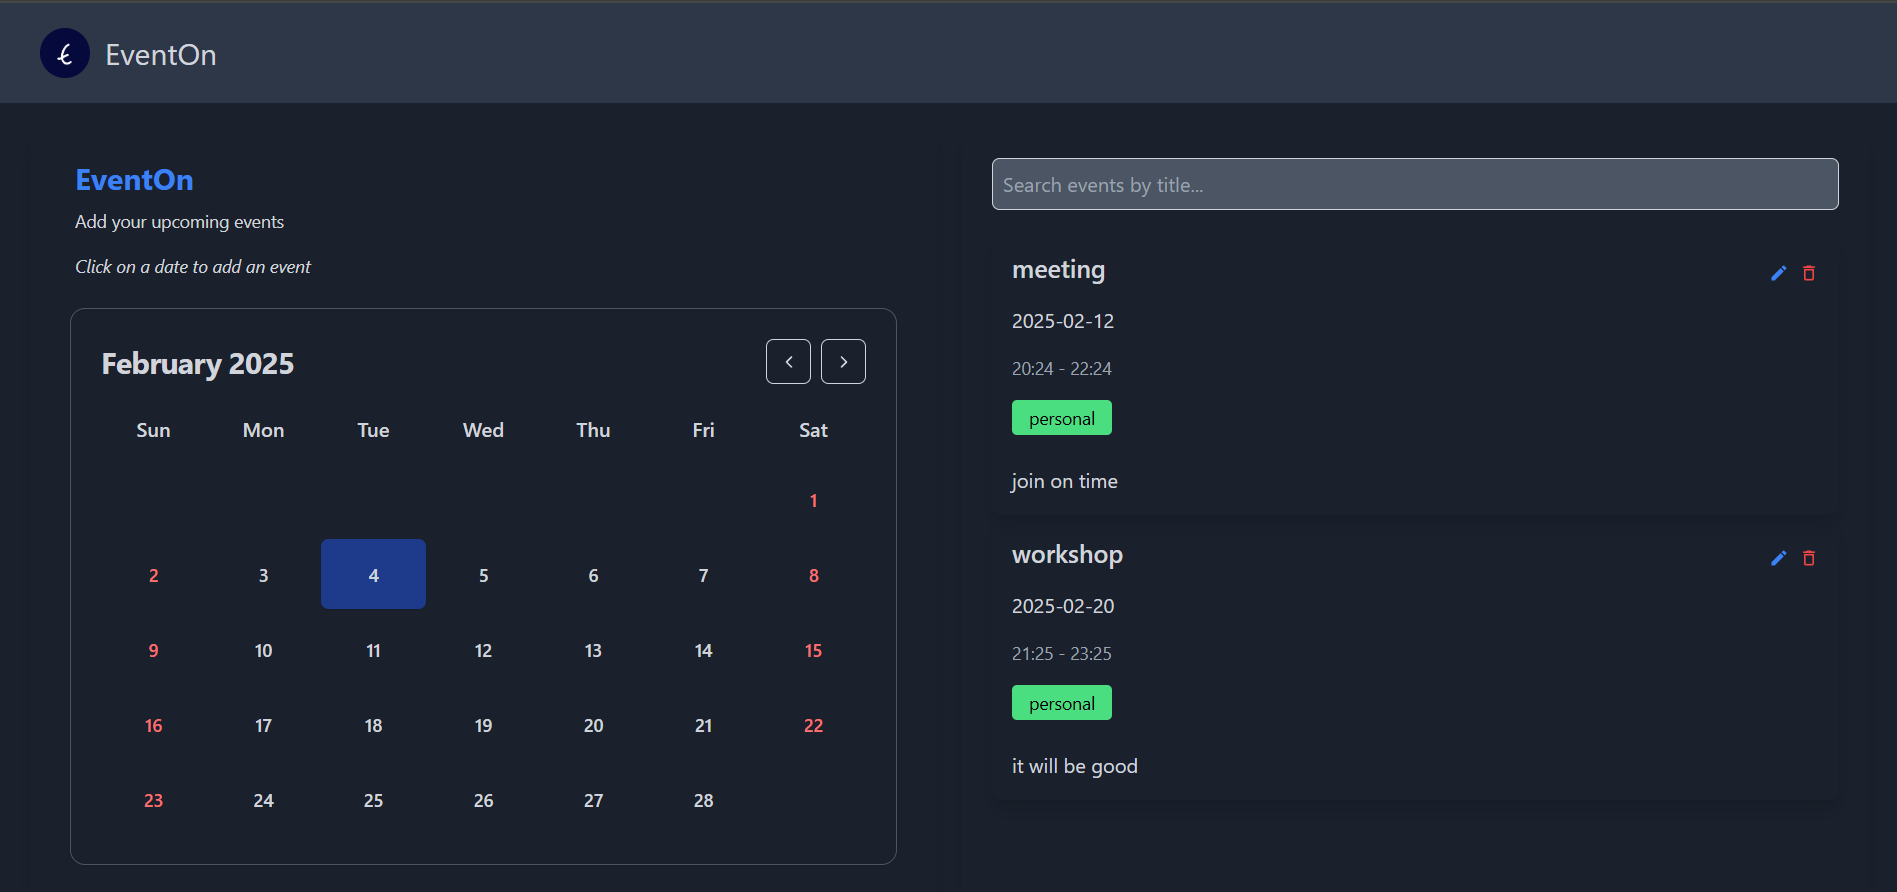 EventOn
EventOn
Add your upcoming events
Click on a date to add an event
February 2025
Sun Mon Tue Wed Thu Fri Sat
1
2 3 4 5 6 7 8
9 10 11 12 13 14 15
16 17 18 19 20 21 22
23 24 25 26 27 28
Search events by title...
meeting
2025-02-12
20:24 - 22:24
personal
join on time
workshop
2025-02-20
21:25 - 23:25
personal
it will be good